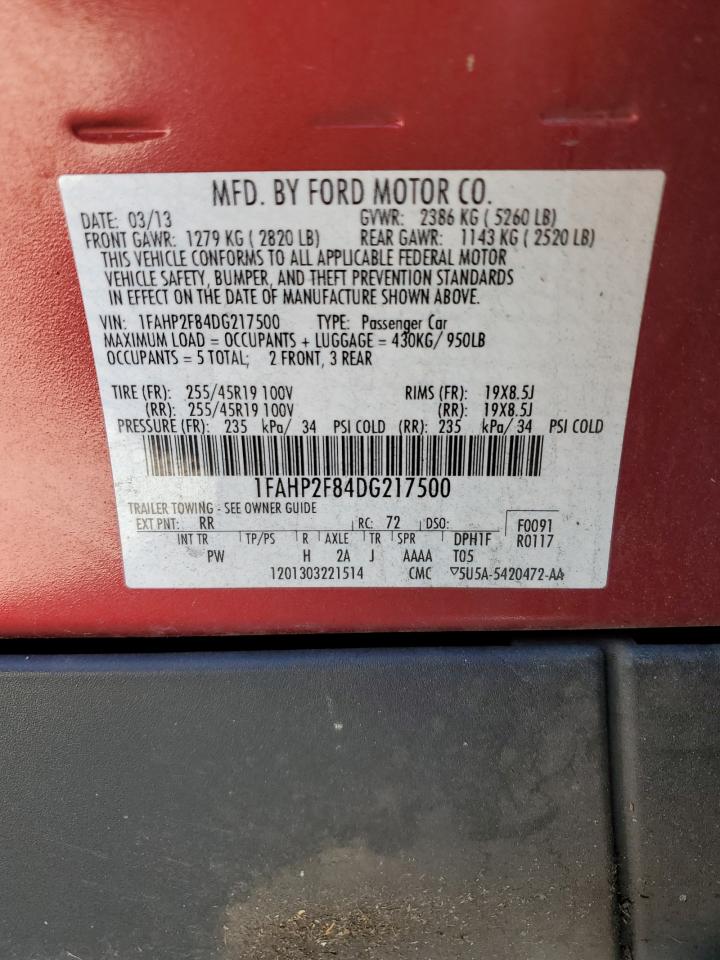 MFD. BY FORD MOTOR CO.
DATE: 03/13 GVWR: 2386 KG ( 5260 LB)
FRONT GAWR: 1279 KG ( 2820 LB) REAR GAWR: 1143 KG ( 2520 LB)
THIS VEHICLE CONFORMS TO ALL APPLICABLE FEDERAL MOTOR
VEHICLE SAFETY, BUMPER, AND THEFT PREVENTION STANDARDS
IN EFFECT ON THE DATE OF MANUFACTURE SHOWN ABOVE.
VIN: 1FAHP2F84DG217500 TYPE: Passenger Car
MAXIMUM LOAD = OCCUPANTS + LUGGAGE = 430KG/ 950LB
OCCUPANTS = 5 TOTAL; 2 FRONT, 3 REAR
TIRE (FR): 255/45R19 100V RIMS (FR): 19X8.5J
(RR): 255/45R19 100V (RR): 19X8.5J
PRESSURE (FR): 235 kPa/ 34 PSI COLD (RR): 235 kPa/ 34 PSI COLD
1FAHP2F84DG217500
TRAILER TOWING - SEE OWNER GUIDE
EXT PNT: RR RC: 72 DSO: F0091
INT TR TP/PS R AXLE TR SPR DPH1F R0117
PW H 2A J AAAA T05
1201303221514 CMC ▽5U5A-5420472-AA